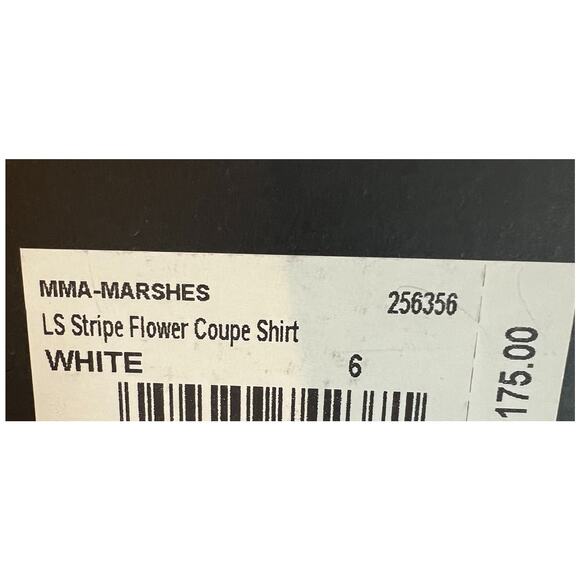 MMA-MARSHES 256356
LS Stripe Flower Coupe Shirt
WHITE 6
175.00